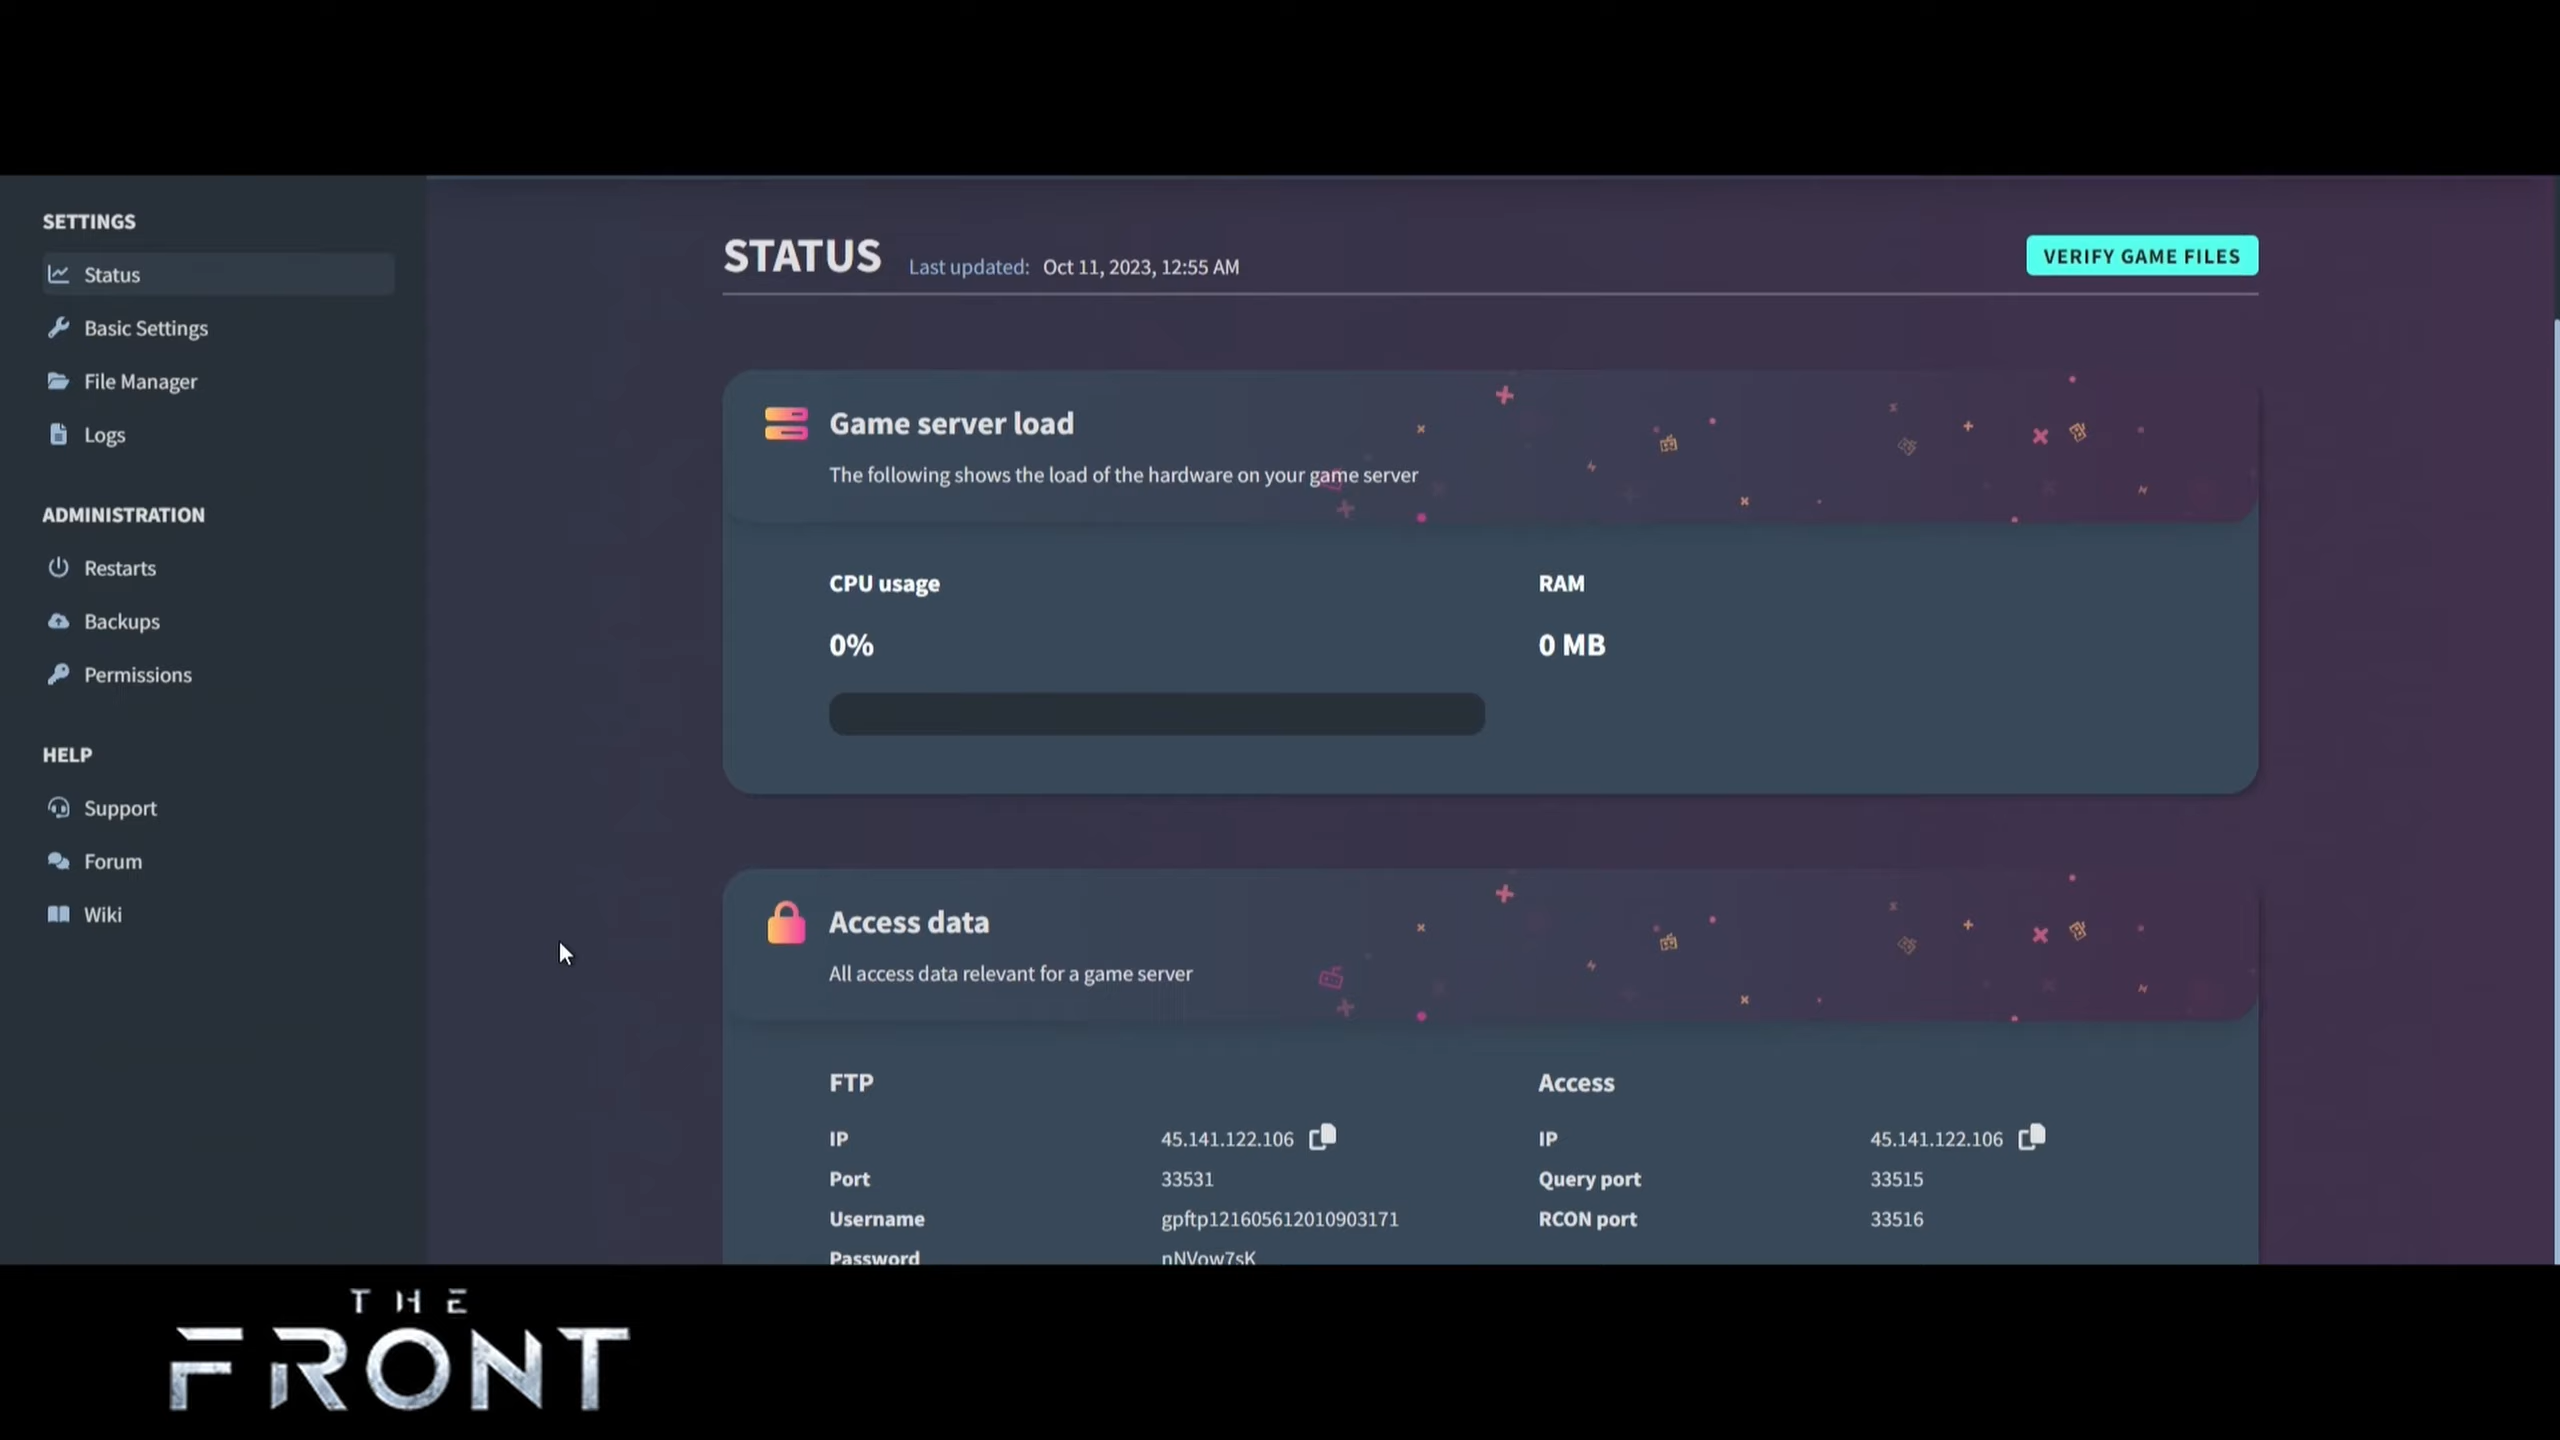 SETTINGS
Status
Basic Settings
File Manager
Logs
ADMINISTRATION
Restarts
Backups
Permissions
HELP
Support
Forum
Wiki
STATUS Last updated: Oct 11, 2023, 12:55 AM
VERIFY GAME FILES
Game server load
The following shows the load of the hardware on your game server
CPU usage
0%
RAM
0 MB
Access data
All access data relevant for a game server
FTP
IP 45.141.122.106
Port 33531
Username gpftp121605612010903171
Password nNVow7sK
Access
IP 45.141.122.106
Query port 33515
RCON port 33516
THE
FRONT